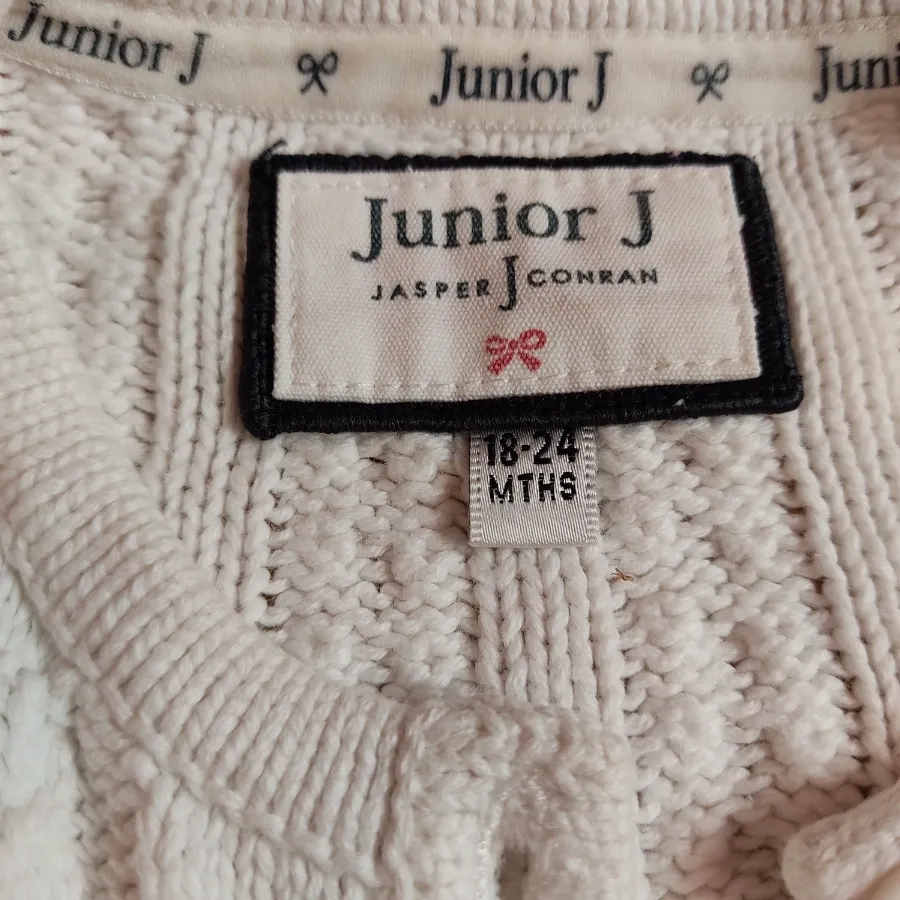 Junior J Junior J Juni
Junior J
JASPER J CONRAN
18-24
MTHS